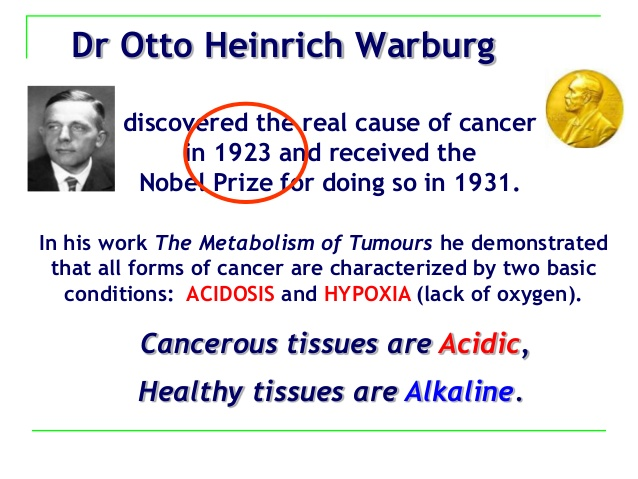 Dr Otto Heinrich Warburg
discovered the real cause of cancer
in 1923 and received the
Nobel Prize for doing so in 1931.
In his work The Metabolism of Tumours he demonstrated
that all forms of cancer are characterized by two basic
conditions: ACIDOSIS and HYPOXIA (lack of oxygen).
Cancerous tissues are Acidic,
Healthy tissues are Alkaline.